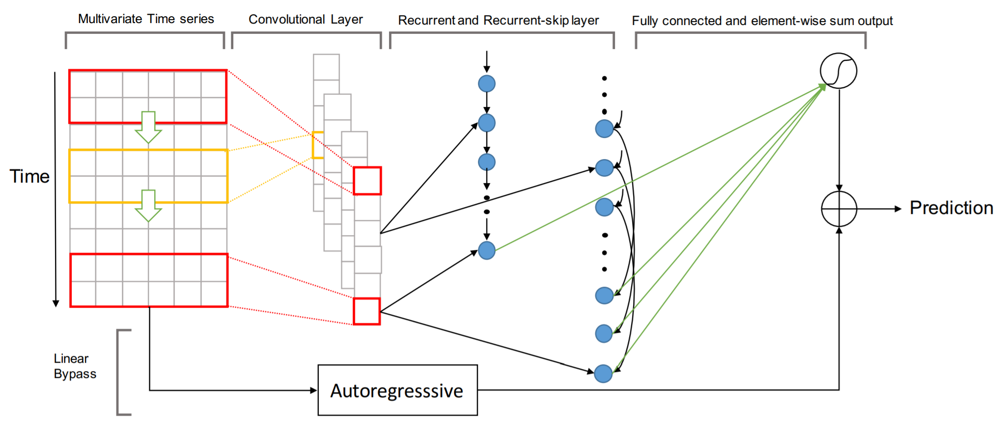 Multivariate Time series
Convolutional Layer
Recurrent and Recurrent-skip layer
Fully connected and element-wise sum output
Time
Prediction
Linear
Bypass
Autoregresssive